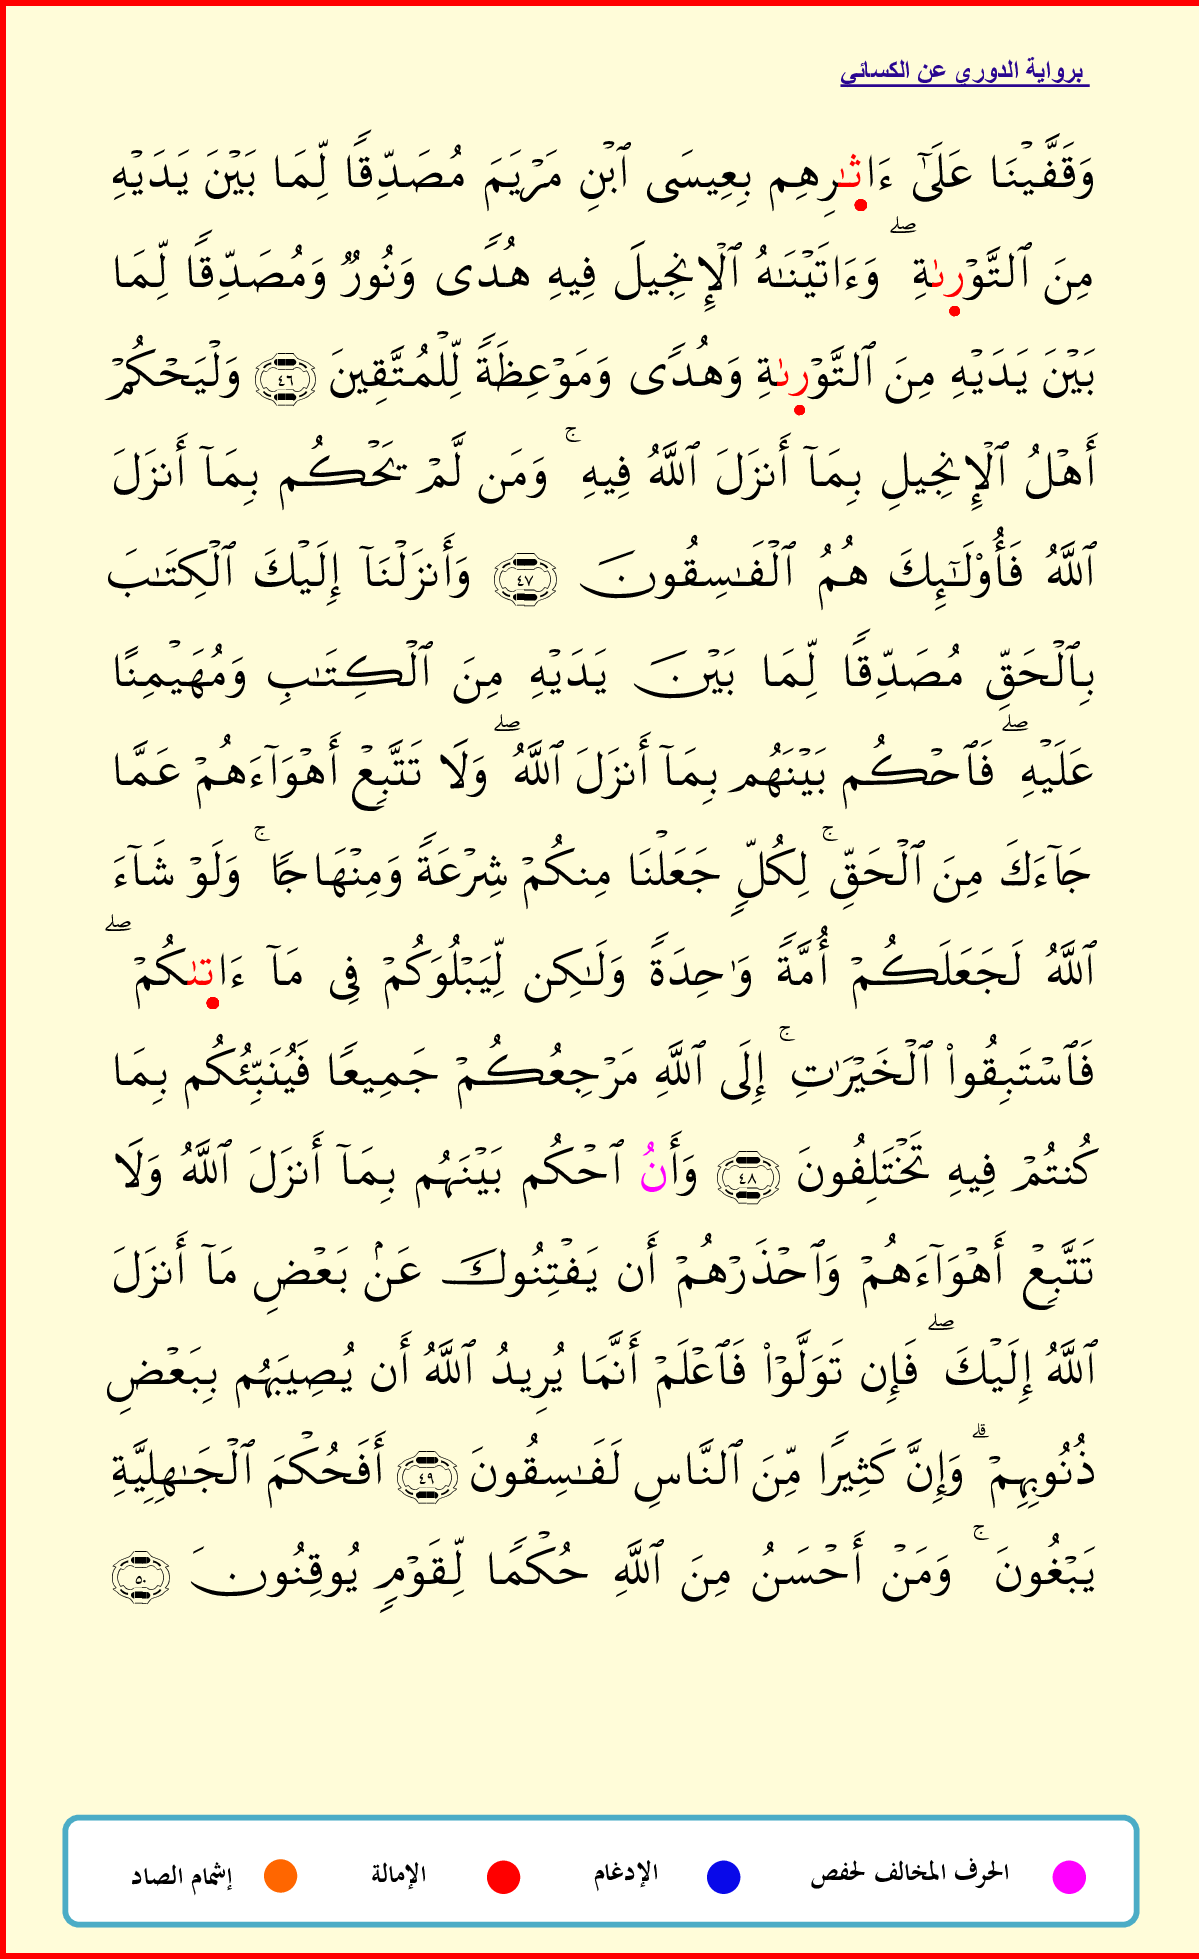 برواية الدوري عن الكسائي
وَقَفَّيْنَا عَلَىٰٓ ءَاثَٰرِهِم بِعِيسَى ٱبْنِ مَرْيَمَ مُصَدِّقًا لِّمَا بَيْنَ يَدَيْهِ
مِنَ ٱلتَّوْرىٰةِ ۖ وَءَاتَيْنَٰهُ ٱلْإِنجِيلَ فِيهِ هُدًى وَنُورٌ وَمُصَدِّقًا لِّمَا
بَيْنَ يَدَيْهِ مِنَ ٱلتَّوْرىٰةِ وَهُدًى وَمَوْعِظَةً لِّلْمُتَّقِينَ ٤٦ وَلْيَحْكُمْ
أَهْلُ ٱلْإِنجِيلِ بِمَآ أَنزَلَ ٱللَّهُ فِيهِ ۚ وَمَن لَّمْ يَحْكُم بِمَآ أَنزَلَ
ٱللَّهُ فَأُوْلَٰٓئِكَ هُمُ ٱلْفَٰسِقُونَ ٤٧ وَأَنزَلْنَآ إِلَيْكَ ٱلْكِتَٰبَ
بِٱلْحَقِّ مُصَدِّقًا لِّمَا بَيْنَ يَدَيْهِ مِنَ ٱلْكِتَٰبِ وَمُهَيْمِنًا
عَلَيْهِ ۖ فَٱحْكُم بَيْنَهُم بِمَآ أَنزَلَ ٱللَّهُ ۖ وَلَا تَتَّبِعْ أَهْوَآءَهُمْ عَمَّا
جَآءَكَ مِنَ ٱلْحَقِّ ۚ لِكُلٍّ جَعَلْنَا مِنكُمْ شِرْعَةً وَمِنْهَاجًا ۚ وَلَوْ شَآءَ
ٱللَّهُ لَجَعَلَكُمْ أُمَّةً وَٰحِدَةً وَلَٰكِن لِّيَبْلُوَكُمْ فِى مَآ ءَاتىٰكُمْ ۖ
فَٱسْتَبِقُوا۟ ٱلْخَيْرَٰتِ ۚ إِلَى ٱللَّهِ مَرْجِعُكُمْ جَمِيعًا فَيُنَبِّئُكُم بِمَا
كُنتُمْ فِيهِ تَخْتَلِفُونَ ٤٨ وَأَنُ ٱحْكُم بَيْنَهُم بِمَآ أَنزَلَ ٱللَّهُ وَلَا
تَتَّبِعْ أَهْوَآءَهُمْ وَٱحْذَرْهُمْ أَن يَفْتِنُوكَ عَنۢ بَعْضِ مَآ أَنزَلَ
ٱللَّهُ إِلَيْكَ ۖ فَإِن تَوَلَّوْا۟ فَٱعْلَمْ أَنَّمَا يُرِيدُ ٱللَّهُ أَن يُصِيبَهُم بِبَعْضِ
ذُنُوبِهِمْ ۗ وَإِنَّ كَثِيرًا مِّنَ ٱلنَّاسِ لَفَٰسِقُونَ ٤٩ أَفَحُكْمَ ٱلْجَٰهِلِيَّةِ
يَبْغُونَ ۚ وَمَنْ أَحْسَنُ مِنَ ٱللَّهِ حُكْمًا لِّقَوْمٍ يُوقِنُونَ ٥٠
الحرف المخالف لحفص الإدغام الإمالة إشمام الصاد